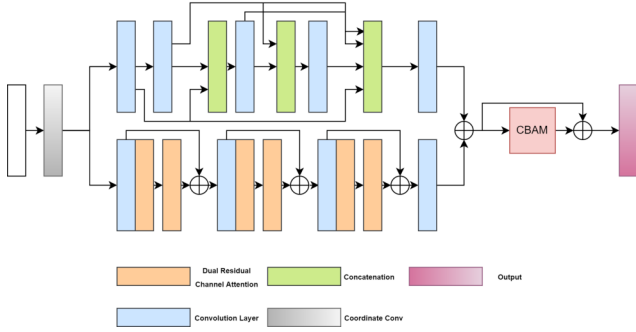 CBAM
Dual Residual
Channel Attention
Concatenation
Output
Convolution Layer
Coordinate Conv